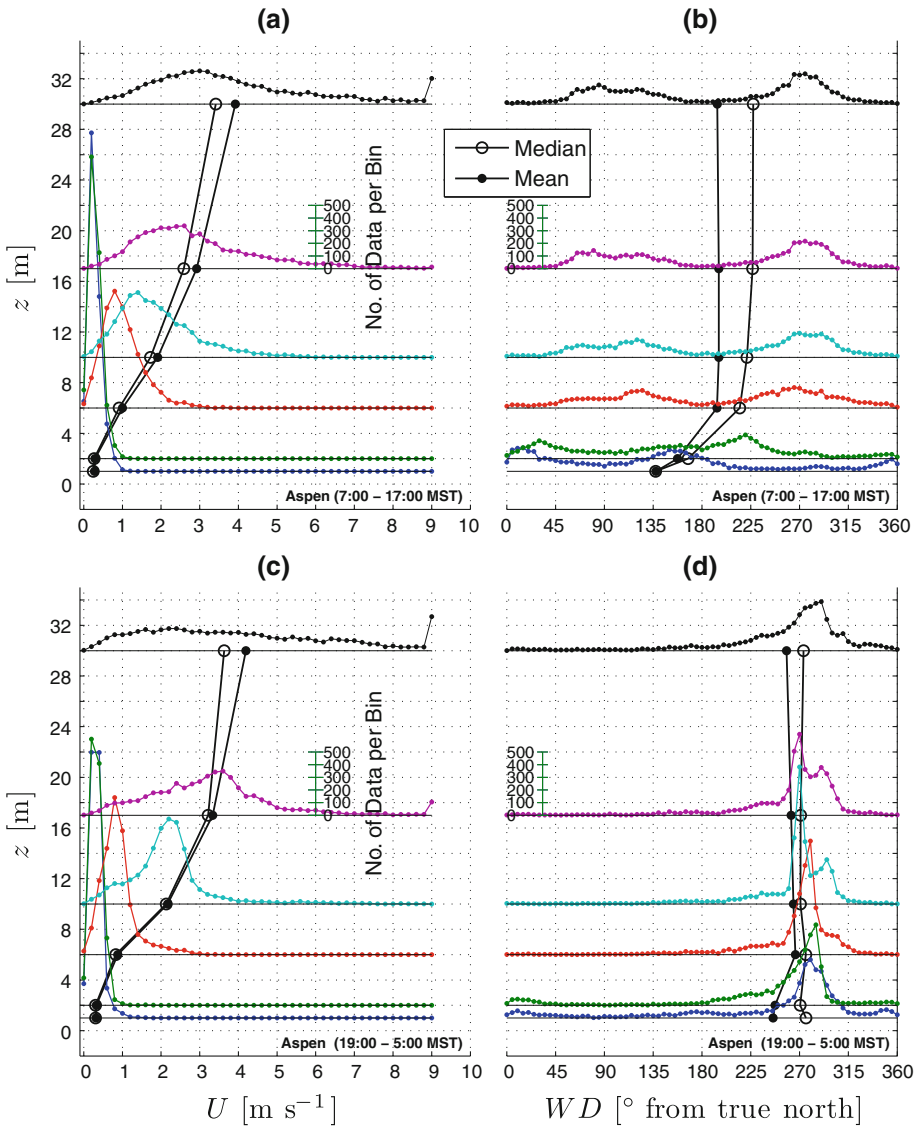 (a)
(b)
32
28
24
20
16
12
8
4
0
z [m]
500
400
300
200
100
0
No. of Data per Bin
500
400
300
200
100
0
Median
Mean
Aspen (7:00 – 17:00 MST)
Aspen (7:00 – 17:00 MST)
0 1 2 3 4 5 6 7 8 9 10
0 45 90 135 180 225 270 315 360
(c)
(d)
32
28
24
20
16
12
8
4
0
z [m]
500
400
300
200
100
0
No. of Data per Bin
500
400
300
200
100
0
Aspen (19:00 – 5:00 MST)
Aspen (19:00 – 5:00 MST)
0 1 2 3 4 5 6 7 8 9 10
0 45 90 135 180 225 270 315 360
U [m s⁻¹]
WD [° from true north]